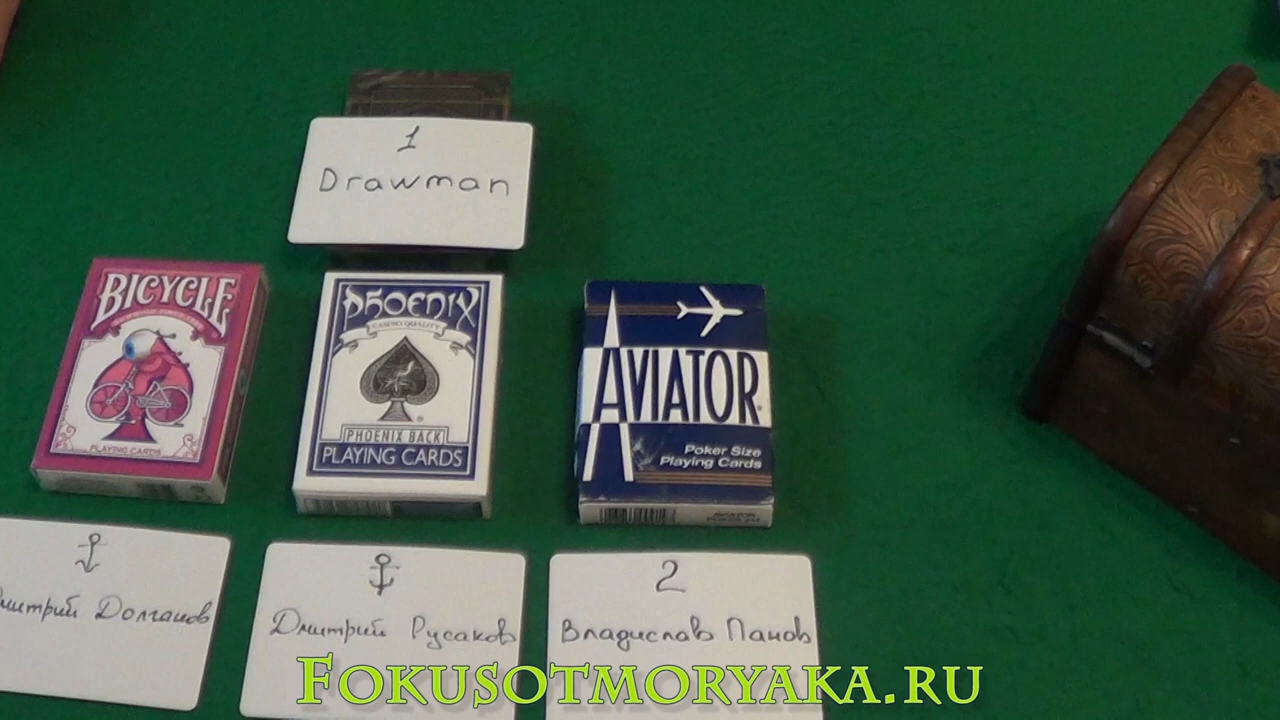 1
Drawman
BICYCLE
PLAYING CARDS
PHOENIX
CASINO QUALITY
PHOENIX BACK
PLAYING CARDS
AVIATOR
Poker Size
Playing Cards
Дмитрий Русаков
2
Владислав Панов
Долганов
FOKUSOTMORYAKA.RU